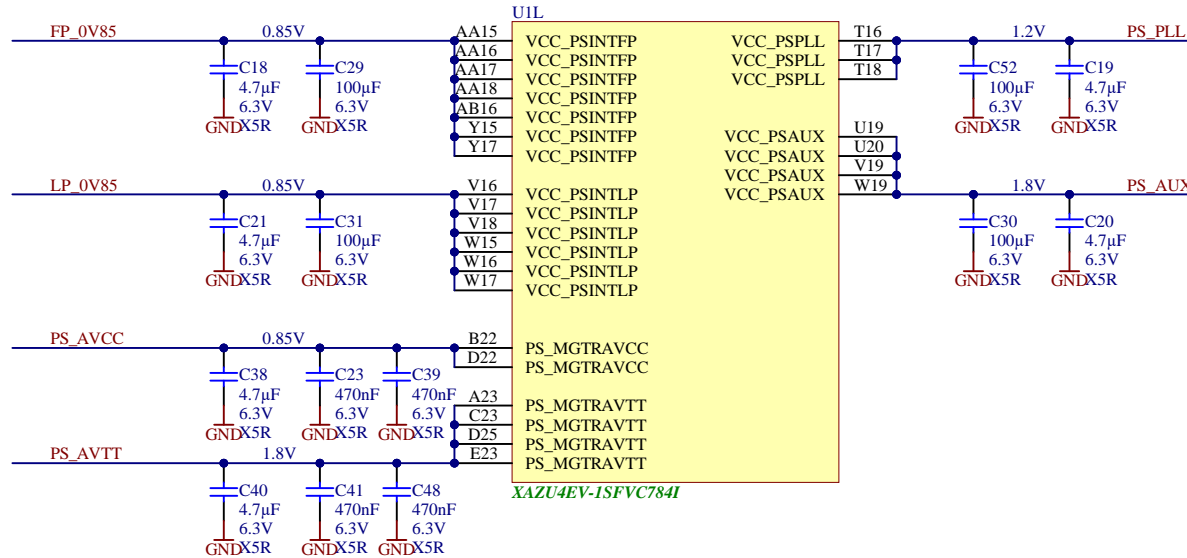 U1L
FP_0V85 0.85V
C18 C29
4.7µF 100µF
6.3V 6.3V
GND X5R GND X5R
AA15 VCC_PSINTFP
AA16 VCC_PSINTFP
AA17 VCC_PSINTFP
AA18 VCC_PSINTFP
AB16 VCC_PSINTFP
Y15 VCC_PSINTFP
Y17 VCC_PSINTFP
VCC_PSPLL T16 1.2V PS_PLL
VCC_PSPLL T17
VCC_PSPLL T18
C52 C19
100µF 4.7µF
6.3V 6.3V
GND X5R GND X5R
LP_0V85 0.85V
C21 C31
4.7µF 100µF
6.3V 6.3V
GND X5R GND X5R
V16 VCC_PSINTLP
V17 VCC_PSINTLP
V18 VCC_PSINTLP
W15 VCC_PSINTLP
W16 VCC_PSINTLP
W17 VCC_PSINTLP
VCC_PSAUX U19
VCC_PSAUX U20
VCC_PSAUX V19
VCC_PSAUX W19 1.8V PS_AUX
C30 C20
100µF 4.7µF
6.3V 6.3V
GND X5R GND X5R
PS_AVCC 0.85V
C38 C23 C39
4.7µF 470nF 470nF
6.3V 6.3V 6.3V
GND X5R GND X5R GND X5R
B22 PS_MGTRAVCC
D22 PS_MGTRAVCC
A23 PS_MGTRAVTT
C23 PS_MGTRAVTT
D25 PS_MGTRAVTT
E23 PS_MGTRAVTT
PS_AVTT 1.8V
C40 C41 C48
4.7µF 470nF 470nF
6.3V 6.3V 6.3V
GND X5R GND X5R GND X5R
XAZU4EV-1SFVC784I